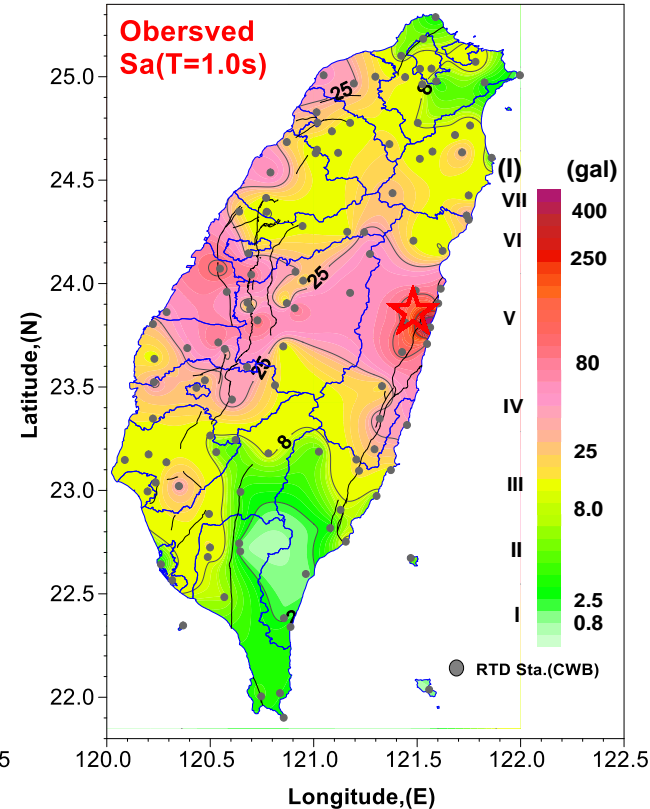 Obersved
Sa(T=1.0s)
25
8
(I)
(gal)
VII
400
VI
250
25
V
80
25
IV
25
8
III
8.0
II
2.5
I
0.8
2
RTD Sta.(CWB)
25.0
24.5
24.0
23.5
23.0
22.5
22.0
Latitude,(N)
.5
120.0
120.5
121.0
121.5
122.0
122.5
Longitude,(E)